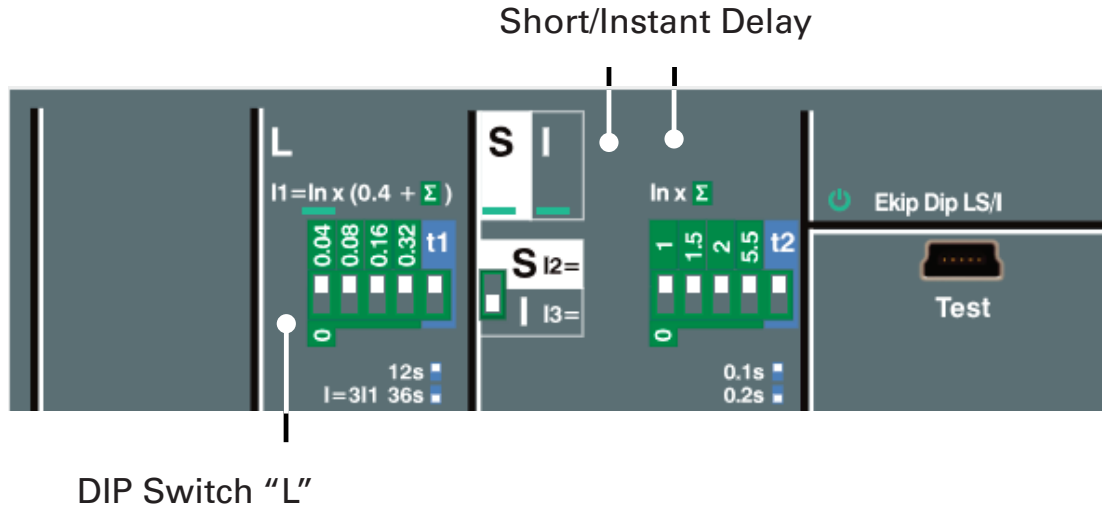 Short/Instant Delay
L
I1=In x (0.4 + Σ)
0.04 0.08 0.16 0.32 t1
0
12s
I=3I1 36s
S I
S I2=
I I3=
In x Σ
1 1.5 2 5.5 t2
0
0.1s
0.2s
Ekip Dip LS/I
Test
DIP Switch “L”